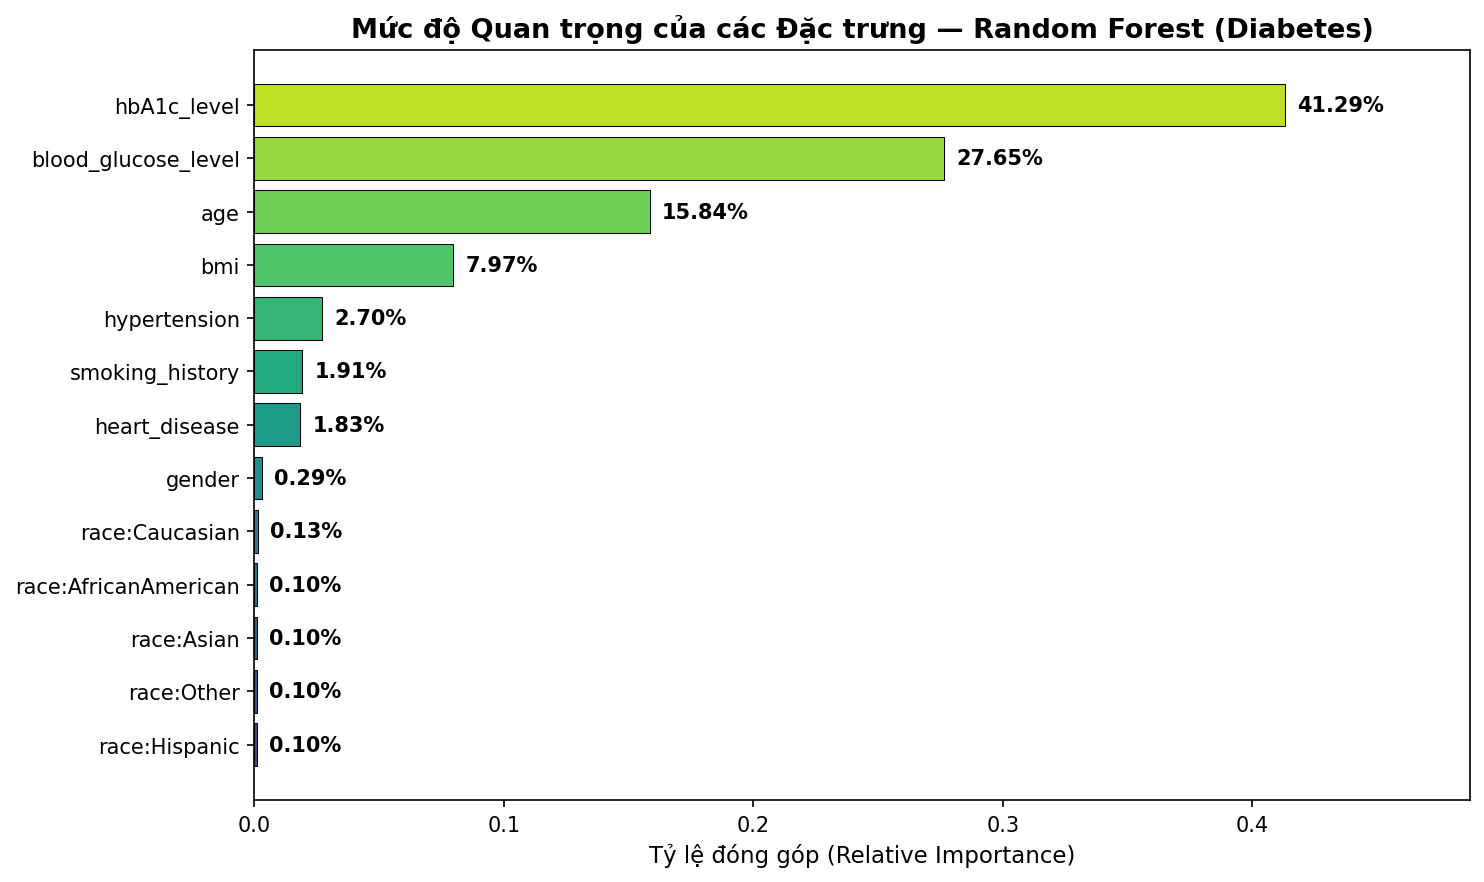 Mức độ Quan trọng của các Đặc trưng — Random Forest (Diabetes)
hbA1c_level 41.29%
blood_glucose_level 27.65%
age 15.84%
bmi 7.97%
hypertension 2.70%
smoking_history 1.91%
heart_disease 1.83%
gender 0.29%
race:Caucasian 0.13%
race:AfricanAmerican 0.10%
race:Asian 0.10%
race:Other 0.10%
race:Hispanic 0.10%
0.0 0.1 0.2 0.3 0.4
Tỷ lệ đóng góp (Relative Importance)